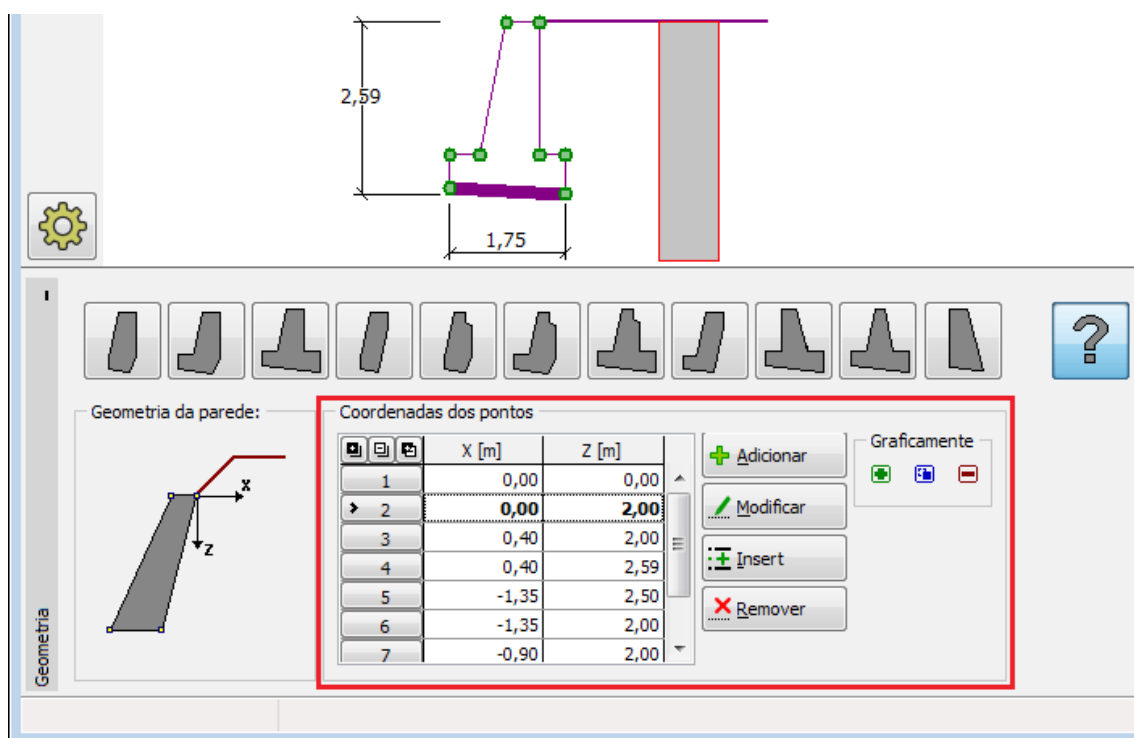 2,59
1,75
Geometria da parede:
Coordenadas dos pontos
X [m] Z [m]
1 0,00 0,00
2 0,00 2,00
3 0,40 2,00
4 0,40 2,59
5 -1,35 2,50
6 -1,35 2,00
7 -0,90 2,00
x
z
Adicionar
Modificar
Insert
Remover
Graficamente
Geometria